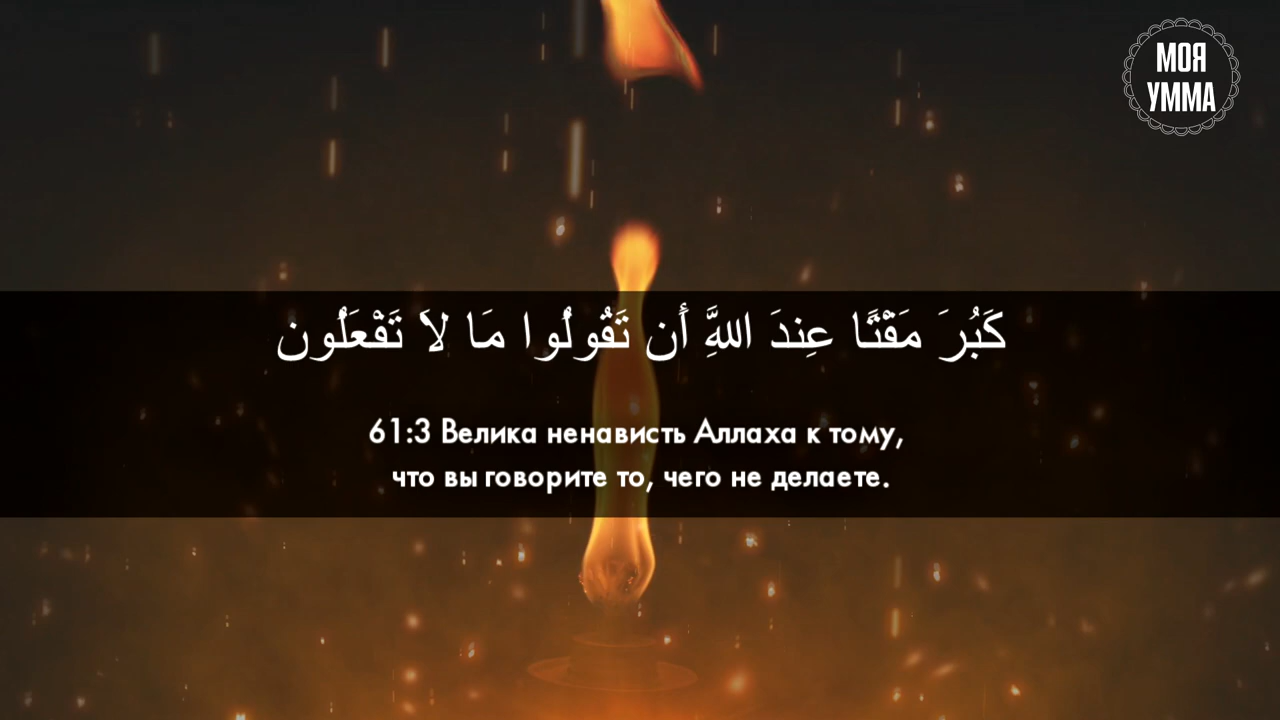 МОЯ
УММА
كَبُرَ مَقْتًا عِندَ اللَّهِ أَن تَقُولُوا مَا لَا تَفْعَلُون
61:3 Велика ненависть Аллаха к тому,
что вы говорите то, чего не делаете.